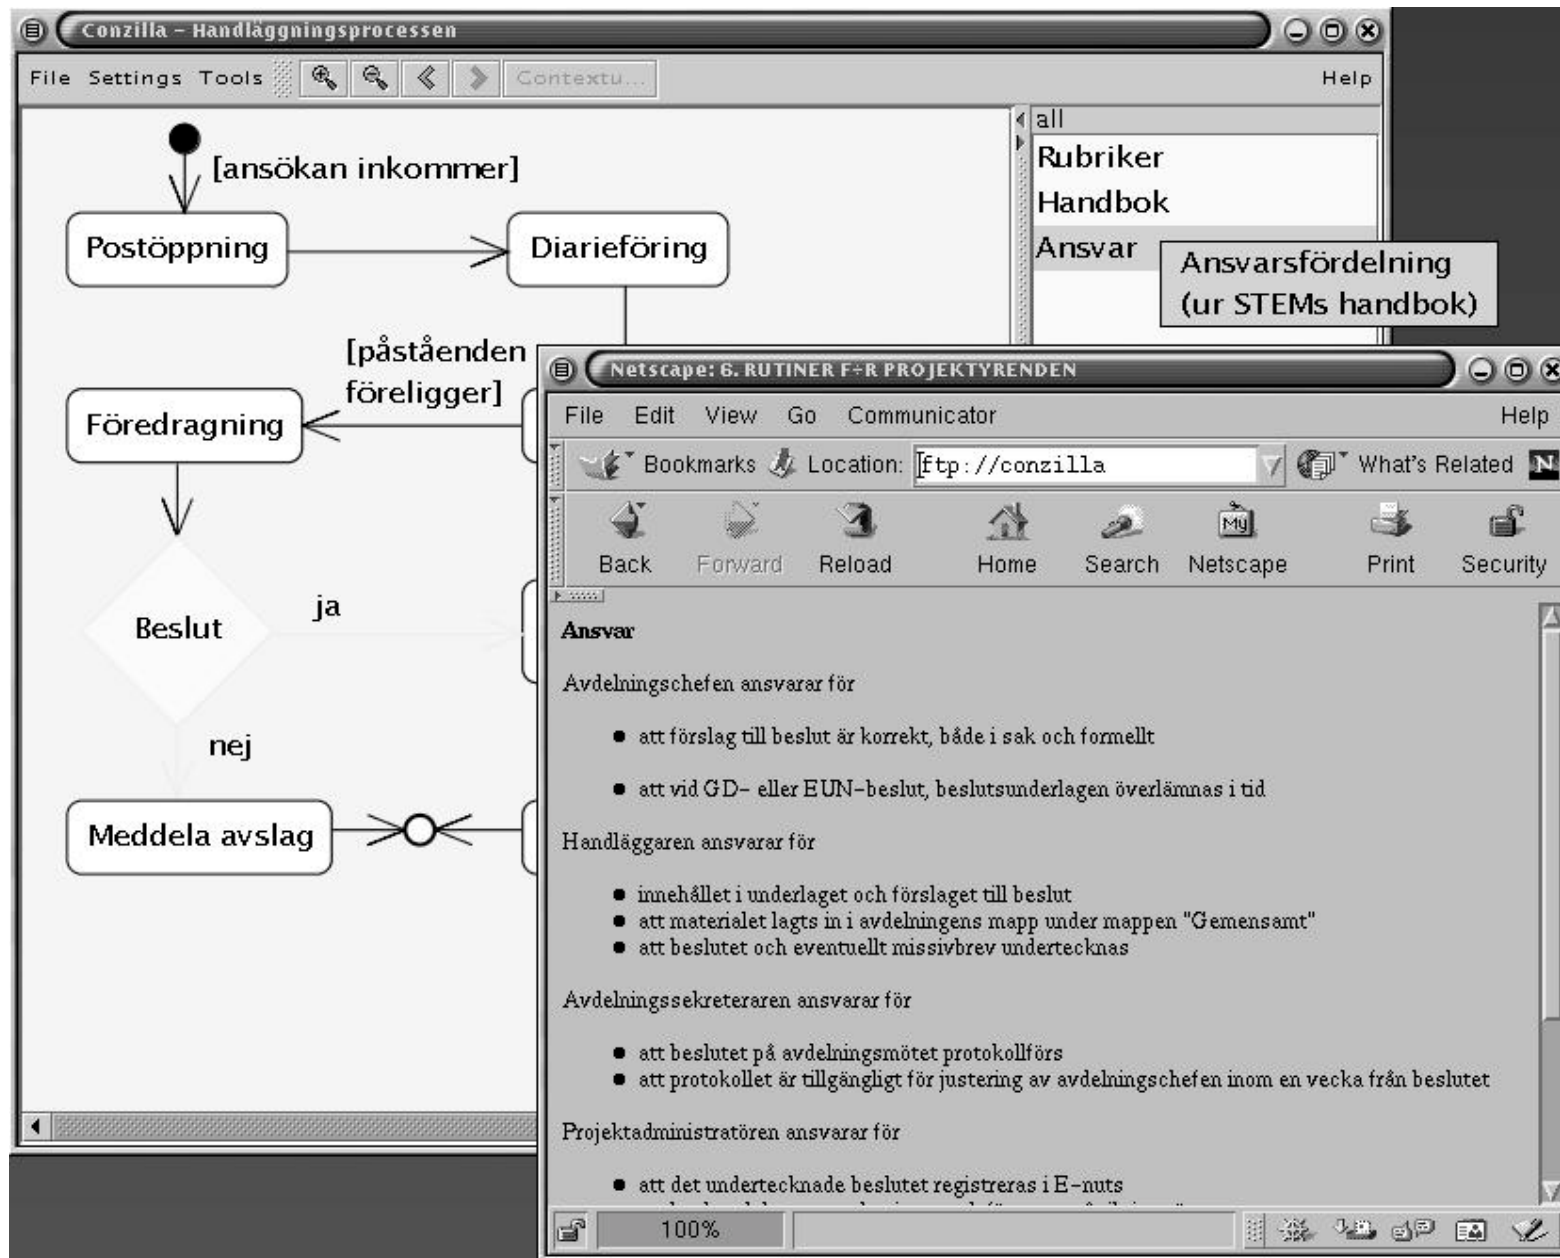 Conzilla – Handläggningsprocessen
File Settings Tools
Contextu...
Help
[ansökan inkommer]
Postöppning
Diarieföring
[påståenden
föreligger]
Föredragning
Beslut
ja
nej
Meddela avslag
all
Rubriker
Handbok
Ansvar
Ansvarsfördelning
(ur STEMs handbok)
Netscape: 6. RUTINER F÷R PROJEKTYRENDEN
File Edit View Go Communicator Help
Bookmarks Location: ftp://conzilla What's Related N
My
Back Forward Reload Home Search Netscape Print Security
Ansvar
Avdelningschefen ansvarar för
att förslag till beslut är korrekt, både i sak och formellt
att vid GD– eller EUN–beslut, beslutsunderlagen överlämnas i tid
Handläggaren ansvarar för
innehållet i underlaget och förslaget till beslut
att materialet lagts in i avdelningens mapp under mappen "Gemensamt"
att beslutet och eventuellt missivbrev undertecknas
Avdelningssekreteraren ansvarar för
att beslutet på avdelningsmötet protokollförs
att protokollet är tillgängligt för justering av avdelningschefen inom en vecka från beslutet
Projektadministratören ansvarar för
att det undertecknade beslutet registreras i E–nuts
100%